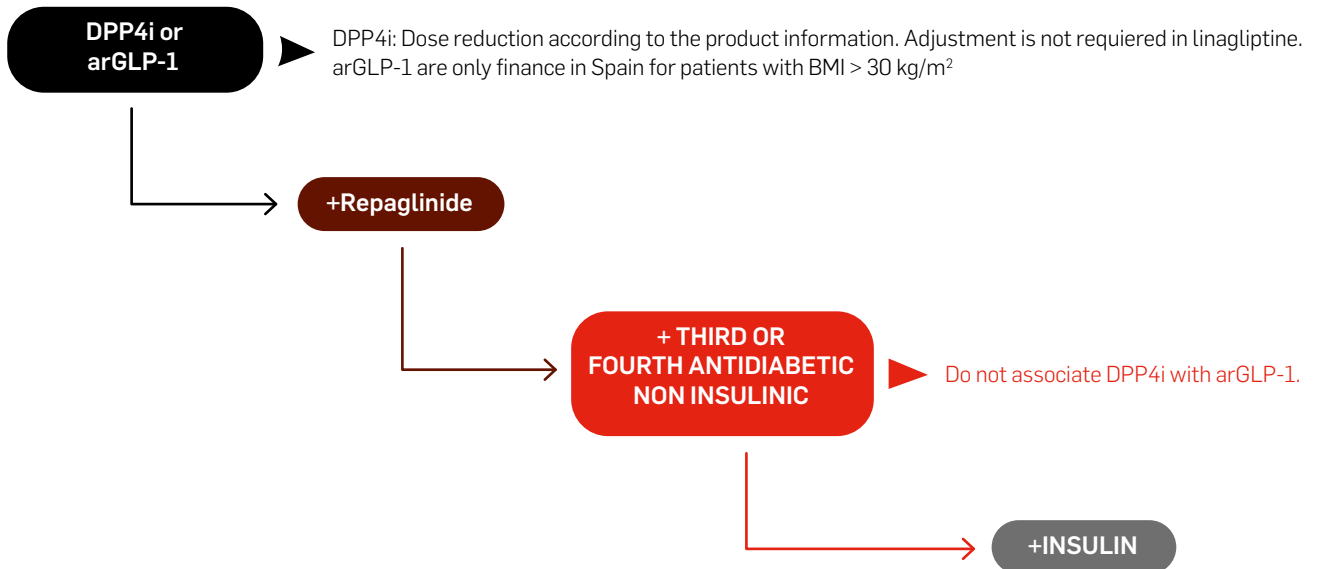 DPP4i or
arGLP-1
DPP4i: Dose reduction according to the product information. Adjustment is not requiered in linagliptine.
arGLP-1 are only finance in Spain for patients with BMI > 30 kg/m²
+Repaglinide
+ THIRD OR
FOURTH ANTIDIABETIC
NON INSULINIC
Do not associate DPP4i with arGLP-1.
+INSULIN